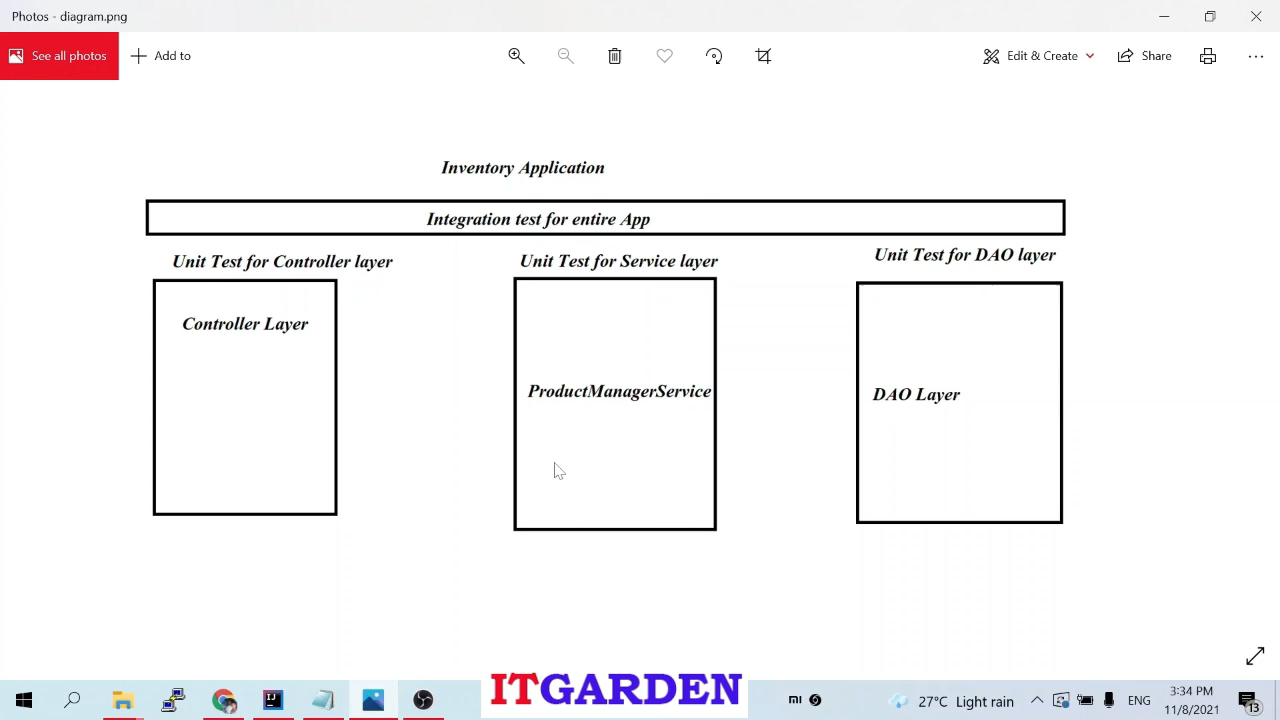 Photos - diagram.png
See all photos
Add to
Edit & Create
Share
Inventory Application
Integration test for entire App
Unit Test for Controller layer
Unit Test for Service layer
Unit Test for DAO layer
Controller Layer
ProductManagerService
DAO Layer
ITGARDEN
27°C Light rain
ENG
3:34 PM
11/8/2021
13